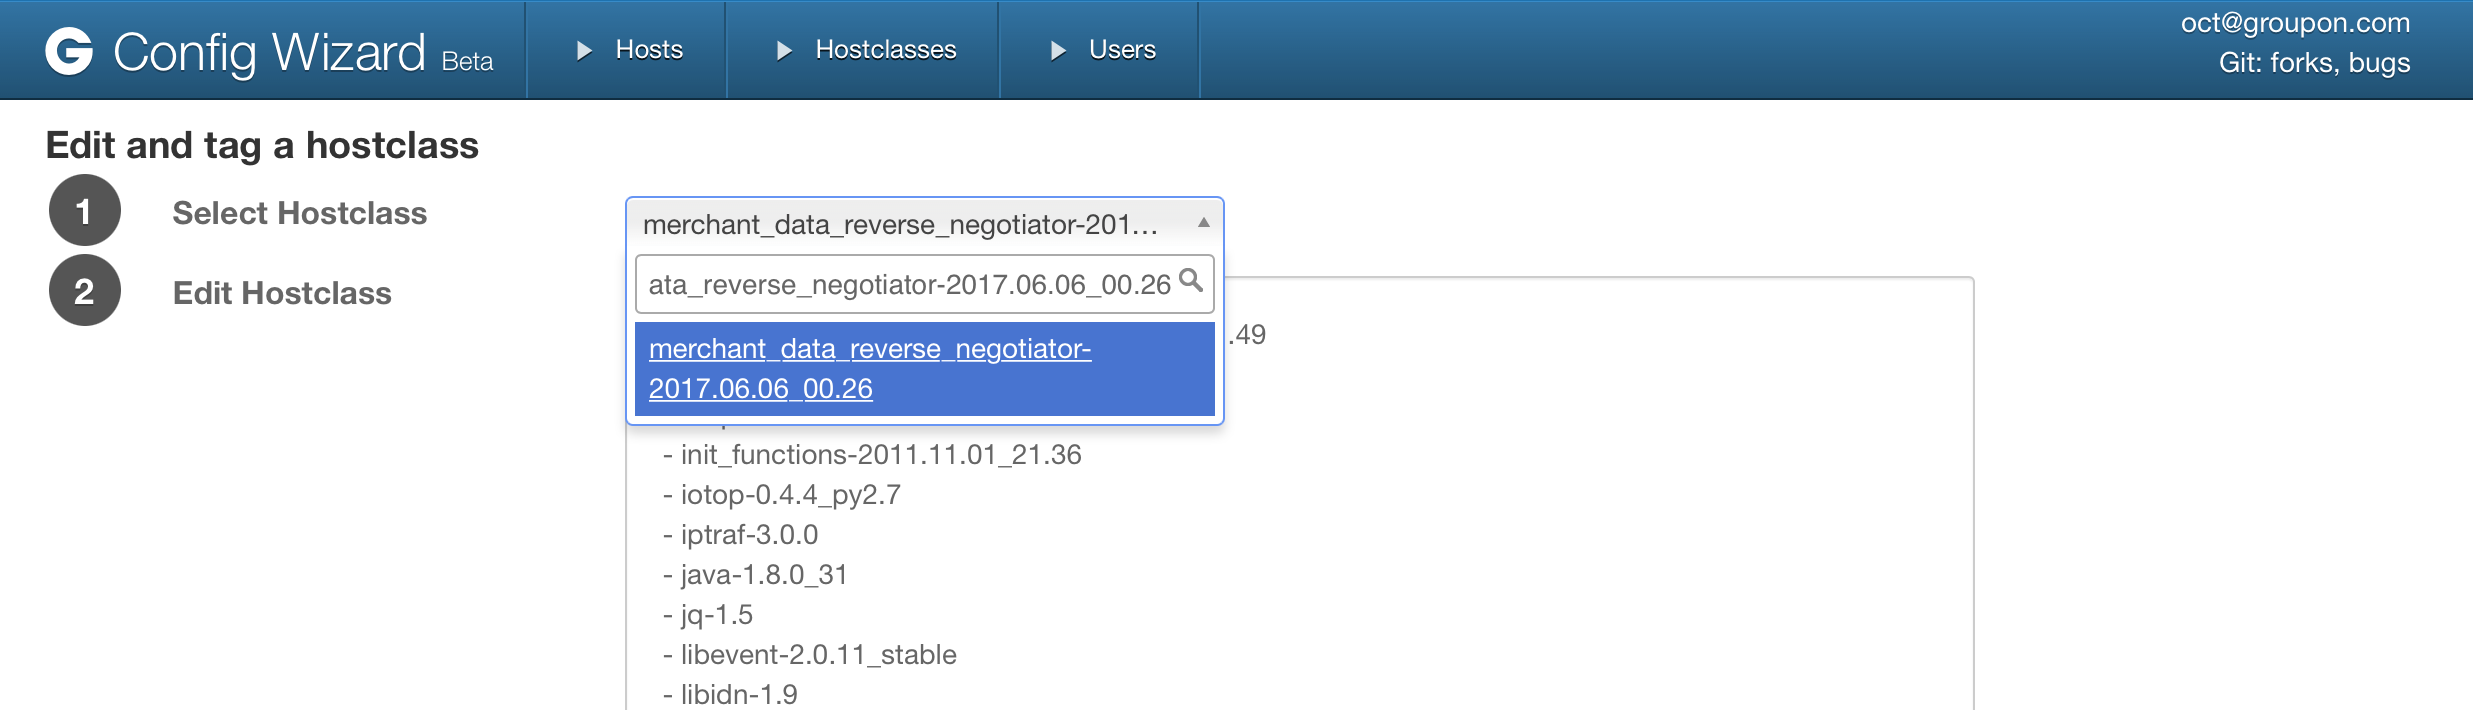 G Config Wizard Beta
Hosts
Hostclasses
Users
oct@groupon.com
Git: forks, bugs
Edit and tag a hostclass
1 Select Hostclass
merchant_data_reverse_negotiator-201...
ata_reverse_negotiator-2017.06.06_00.26
2 Edit Hostclass
.49
merchant_data_reverse_negotiator-
2017.06.06_00.26
- init_functions-2011.11.01_21.36
- iotop-0.4.4_py2.7
- iptraf-3.0.0
- java-1.8.0_31
- jq-1.5
- libevent-2.0.11_stable
- libidn-1.9